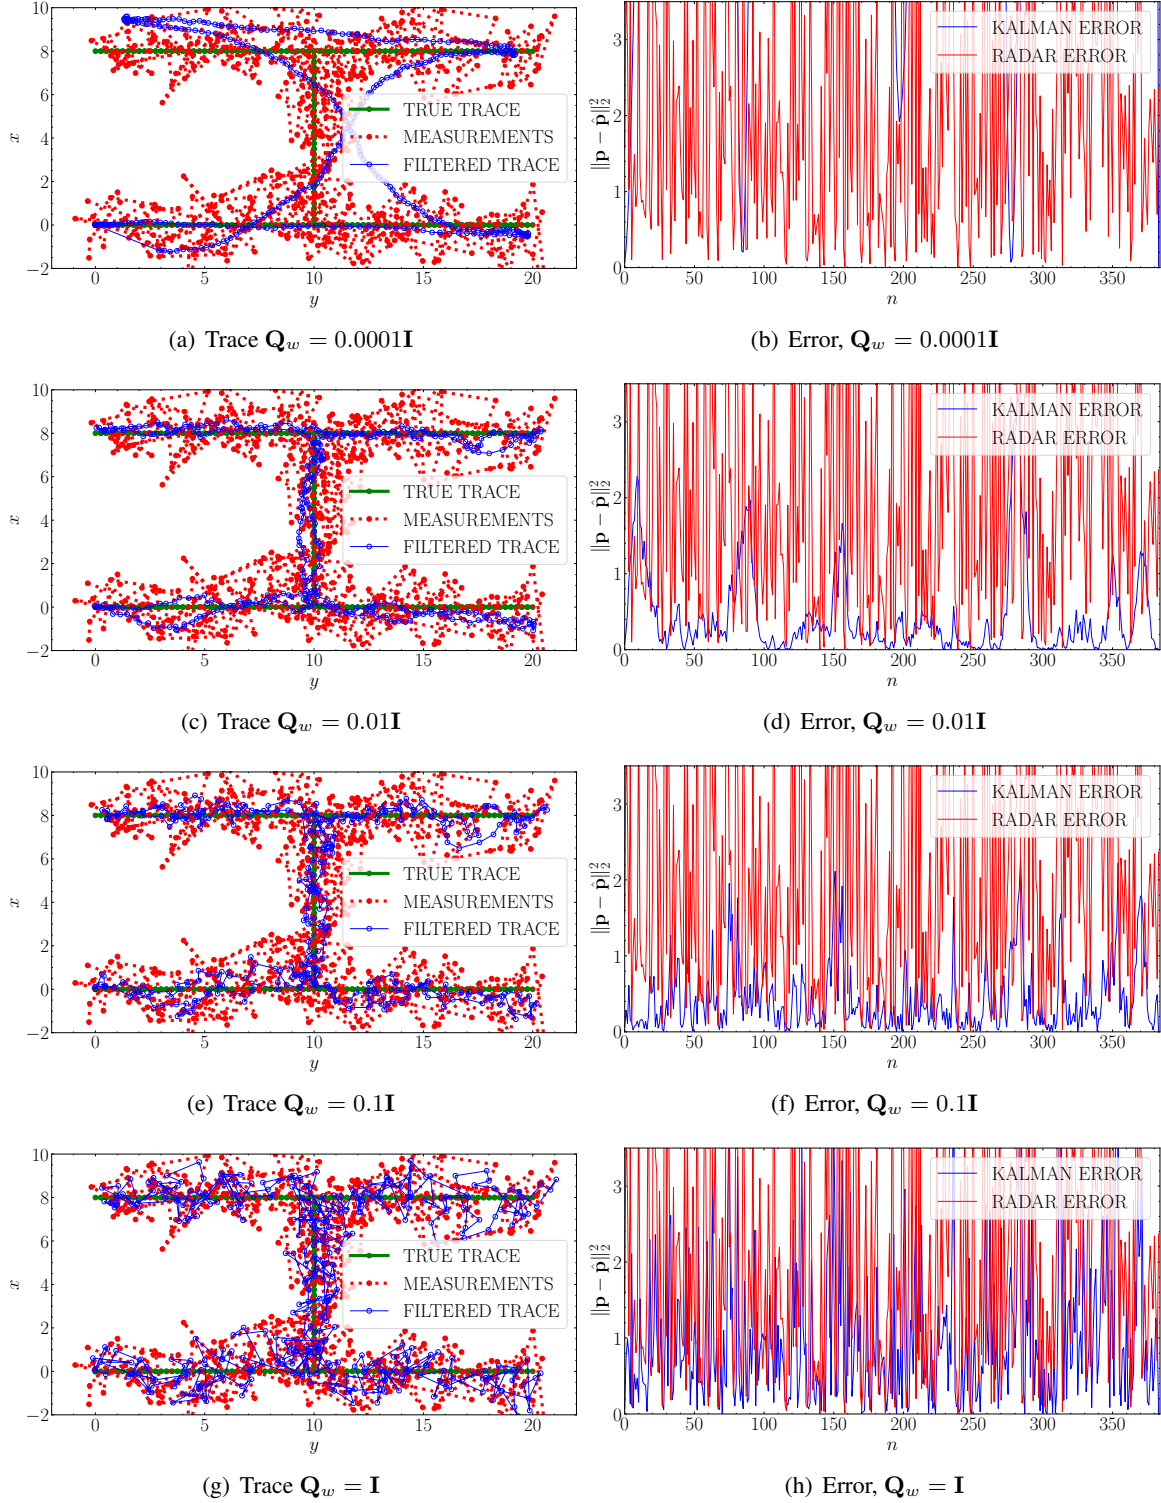 10
8
6
4
2
0
−2
x
0 5 10 15 20
y
TRUE TRACE
MEASUREMENTS
FILTERED TRACE
(a) Trace Q_w = 0.0001I
3
2
1
0
‖p − p̂‖₂²
0 50 100 150 200 250 300 350
n
KALMAN ERROR
RADAR ERROR
(b) Error, Q_w = 0.0001I
10
8
6
4
2
0
−2
x
0 5 10 15 20
y
TRUE TRACE
MEASUREMENTS
FILTERED TRACE
(c) Trace Q_w = 0.01I
3
2
1
0
‖p − p̂‖₂²
0 50 100 150 200 250 300 350
n
KALMAN ERROR
RADAR ERROR
(d) Error, Q_w = 0.01I
10
8
6
4
2
0
−2
x
0 5 10 15 20
y
TRUE TRACE
MEASUREMENTS
FILTERED TRACE
(e) Trace Q_w = 0.1I
3
2
1
0
‖p − p̂‖₂²
0 50 100 150 200 250 300 350
n
KALMAN ERROR
RADAR ERROR
(f) Error, Q_w = 0.1I
10
8
6
4
2
0
−2
x
0 5 10 15 20
y
TRUE TRACE
MEASUREMENTS
FILTERED TRACE
(g) Trace Q_w = I
3
2
1
0
‖p − p̂‖₂²
0 50 100 150 200 250 300 350
n
KALMAN ERROR
RADAR ERROR
(h) Error, Q_w = I